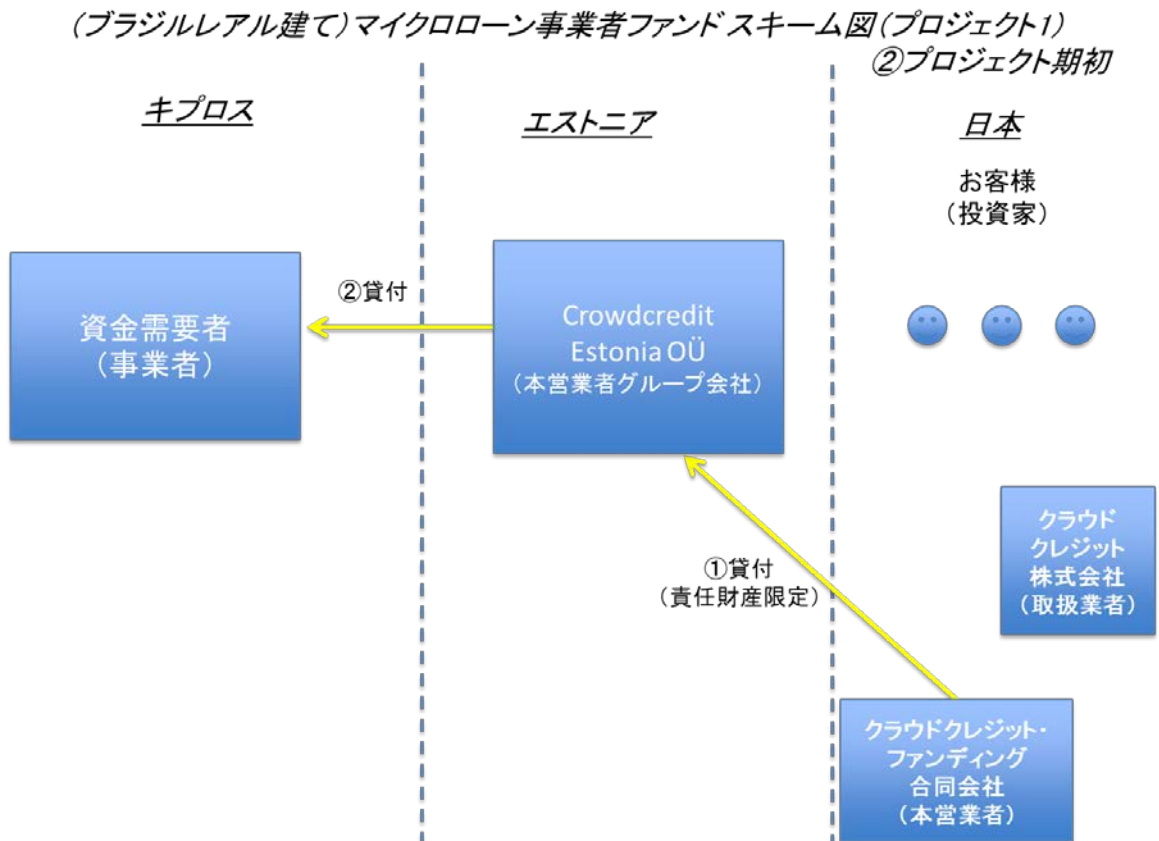 (ブラジルレアル建て)マイクロローン事業者ファンド スキーム図(プロジェクト1)
②プロジェクト期初
キプロス
エストニア
日本
お客様
(投資家)
資金需要者
(事業者)
②貸付
Crowdcredit
Estonia OÜ
(本営業者グループ会社)
①貸付
(責任財産限定)
クラウド
クレジット
株式会社
(取扱業者)
クラウドクレジット・
ファンディング
合同会社
(本営業者)